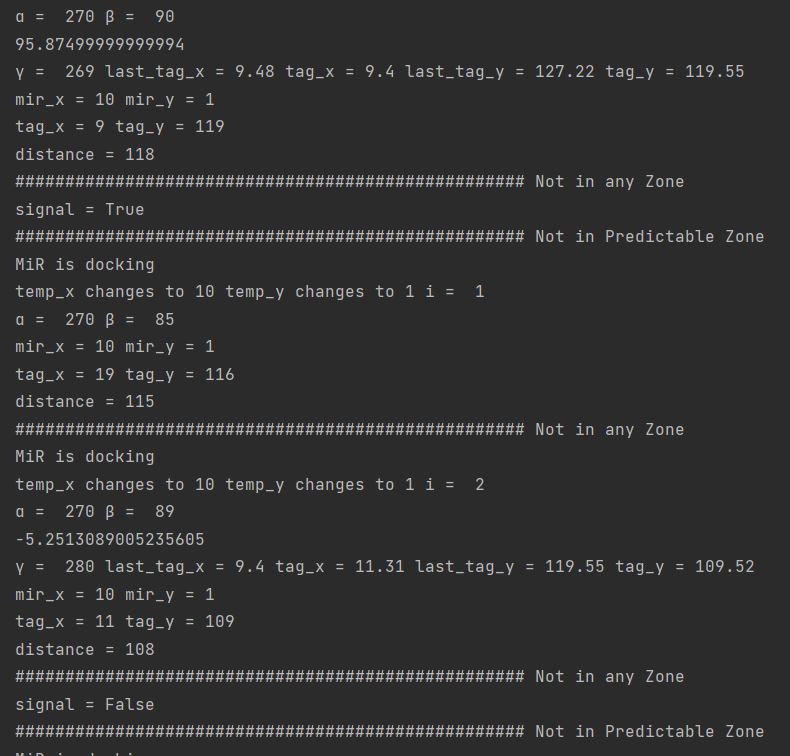 α =  270 β =  90
95.87499999999994
γ =  269 last_tag_x = 9.48 tag_x = 9.4 last_tag_y = 127.22 tag_y = 119.55
mir_x = 10 mir_y = 1
tag_x = 9 tag_y = 119
distance = 118
################################################### Not in any Zone
signal = True
################################################### Not in Predictable Zone
MiR is docking
temp_x changes to 10 temp_y changes to 1 i =  1
α =  270 β =  85
mir_x = 10 mir_y = 1
tag_x = 19 tag_y = 116
distance = 115
################################################### Not in any Zone
MiR is docking
temp_x changes to 10 temp_y changes to 1 i =  2
α =  270 β =  89
-5.2513089005235605
γ =  280 last_tag_x = 9.4 tag_x = 11.31 last_tag_y = 119.55 tag_y = 109.52
mir_x = 10 mir_y = 1
tag_x = 11 tag_y = 109
distance = 108
################################################### Not in any Zone
signal = False
################################################### Not in Predictable Zone
MiR is docking